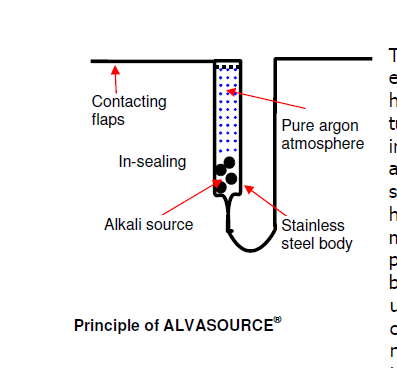 Contacting
flaps
Pure argon
atmosphere
In-sealing
Alkali source
Stainless
steel body
Principle of ALVASOURCE®